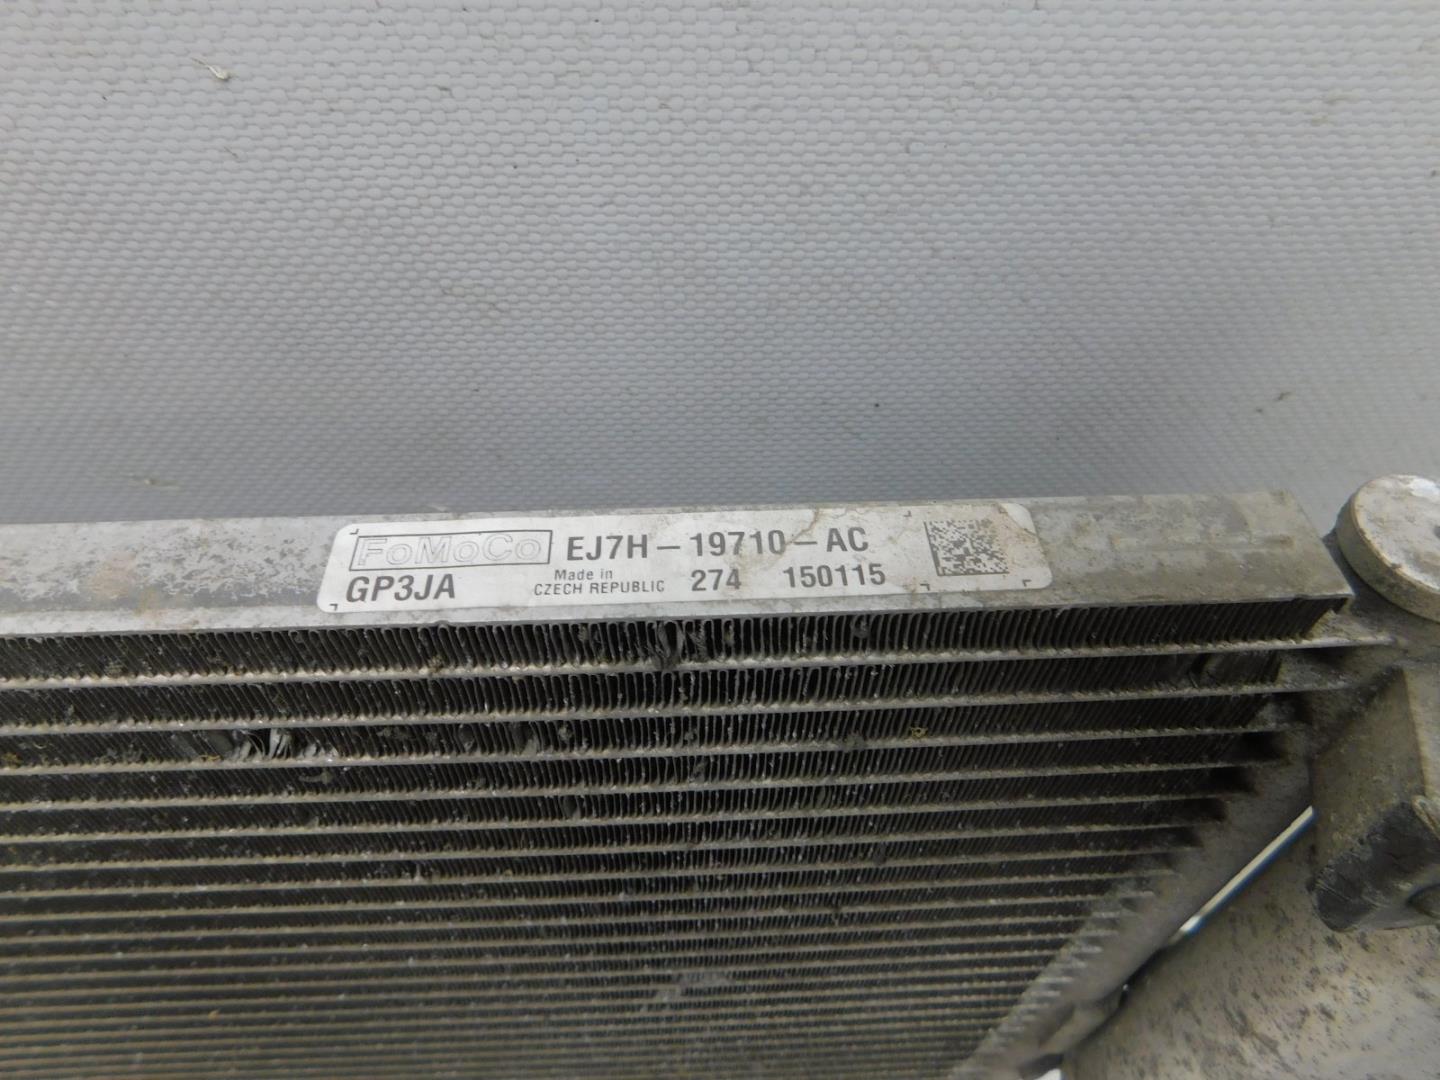 FoMoCo EJ7H-19710-AC
GP3JA Made in CZECH REPUBLIC 274 150115